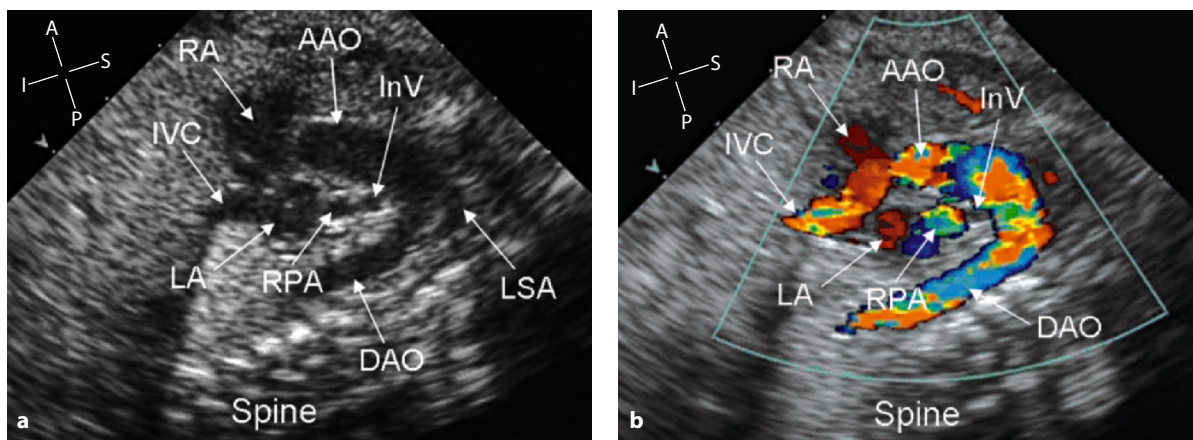 A
S
I
P
RA
AAO
InV
IVC
LA
RPA
LSA
DAO
Spine
a
A
S
I
P
RA
AAO
InV
IVC
LA
RPA
DAO
Spine
b